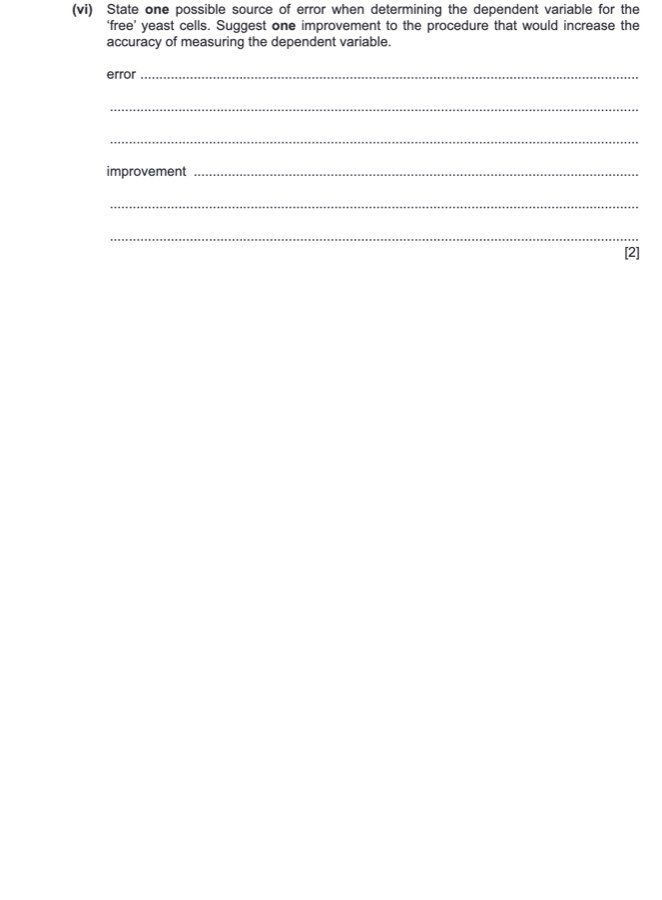 (vi) State one possible source of error when determining the dependent variable for the
‘free’ yeast cells. Suggest one improvement to the procedure that would increase the
accuracy of measuring the dependent variable.
error ..........................................................................................
..........................................................................................
..........................................................................................
improvement ..........................................................................................
..........................................................................................
..........................................................................................
[2]